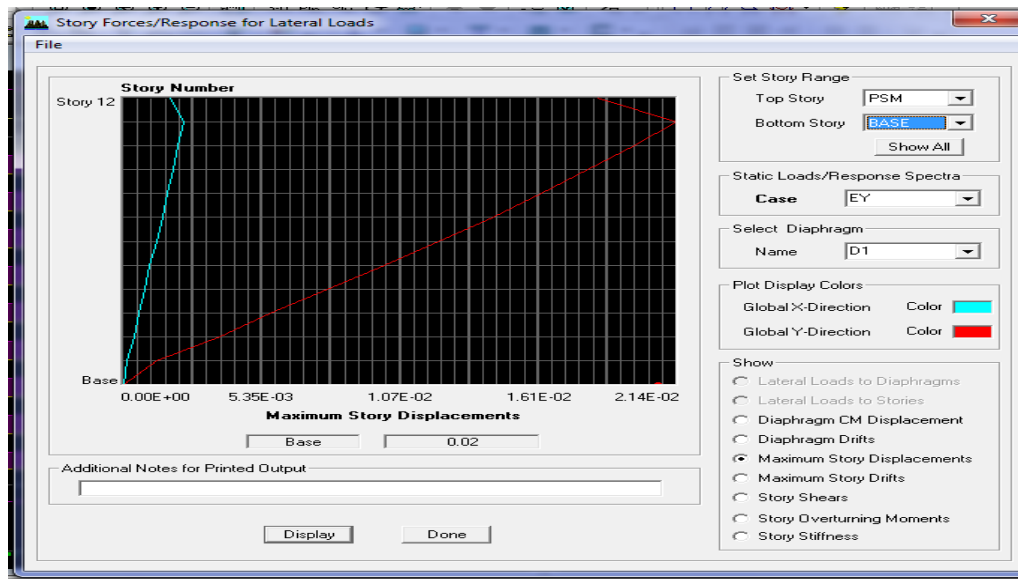 Story Forces/Response for Lateral Loads
File
Story Number
Story 12
Base
0.00E+00 5.35E-03 1.07E-02 1.61E-02 2.14E-02
Maximum Story Displacements
Base 0.02
Additional Notes for Printed Output
Display Done
Set Story Range
Top Story PSM
Bottom Story BASE
Show All
Static Loads/Response Spectra
Case EY
Select Diaphragm
Name D1
Plot Display Colors
Global X-Direction Color
Global Y-Direction Color
Show
Lateral Loads to Diaphragms
Lateral Loads to Stories
Diaphragm CM Displacement
Diaphragm Drifts
Maximum Story Displacements
Maximum Story Drifts
Story Shears
Story Overturning Moments
Story Stiffness